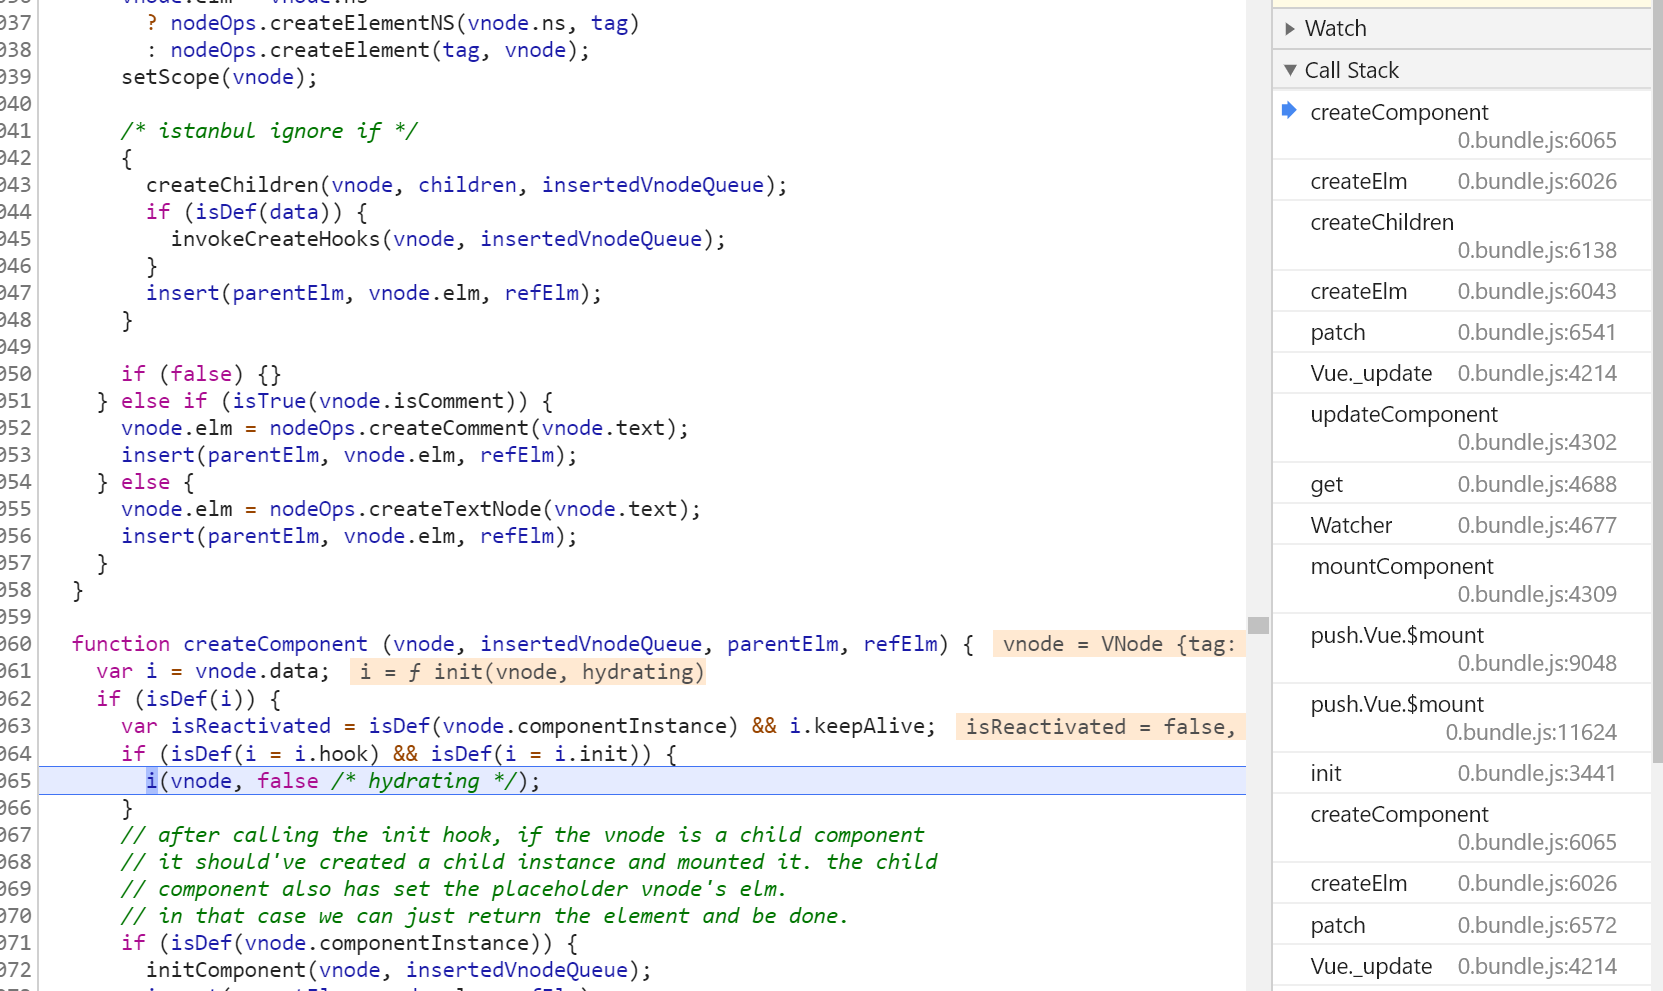 037 ? nodeOps.createElementNS(vnode.ns, tag)
038 : nodeOps.createElement(tag, vnode);
039 setScope(vnode);
040
041 /* istanbul ignore if */
042 {
043 createChildren(vnode, children, insertedVnodeQueue);
044 if (isDef(data)) {
045 invokeCreateHooks(vnode, insertedVnodeQueue);
046 }
047 insert(parentElm, vnode.elm, refElm);
048 }
049
050 if (false) {}
051 } else if (isTrue(vnode.isComment)) {
052 vnode.elm = nodeOps.createComment(vnode.text);
053 insert(parentElm, vnode.elm, refElm);
054 } else {
055 vnode.elm = nodeOps.createTextNode(vnode.text);
056 insert(parentElm, vnode.elm, refElm);
057 }
058 }
059
060 function createComponent (vnode, insertedVnodeQueue, parentElm, refElm) { vnode = VNode {tag:
061 var i = vnode.data; i = ƒ init(vnode, hydrating)
062 if (isDef(i)) {
063 var isReactivated = isDef(vnode.componentInstance) && i.keepAlive; isReactivated = false,
064 if (isDef(i = i.hook) && isDef(i = i.init)) {
065 i(vnode, false /* hydrating */);
066 }
067 // after calling the init hook, if the vnode is a child component
068 // it should've created a child instance and mounted it. the child
069 // component also has set the placeholder vnode's elm.
070 // in that case we can just return the element and be done.
071 if (isDef(vnode.componentInstance)) {
072 initComponent(vnode, insertedVnodeQueue);
Watch
Call Stack
createComponent
0.bundle.js:6065
createElm 0.bundle.js:6026
createChildren
0.bundle.js:6138
createElm 0.bundle.js:6043
patch 0.bundle.js:6541
Vue._update 0.bundle.js:4214
updateComponent
0.bundle.js:4302
get 0.bundle.js:4688
Watcher 0.bundle.js:4677
mountComponent
0.bundle.js:4309
push.Vue.$mount
0.bundle.js:9048
push.Vue.$mount
0.bundle.js:11624
init 0.bundle.js:3441
createComponent
0.bundle.js:6065
createElm 0.bundle.js:6026
patch 0.bundle.js:6572
Vue._update 0.bundle.js:4214